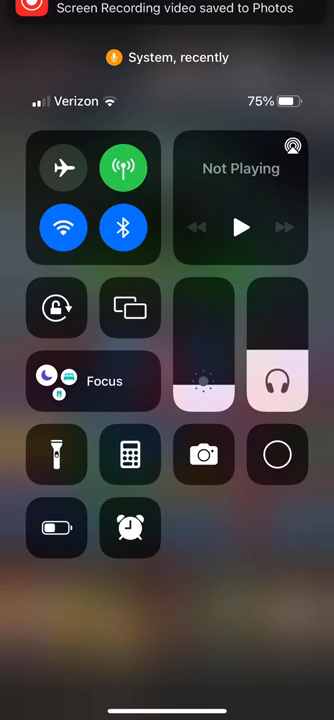 Screen Recording video saved to Photos
System, recently
Verizon
75%
Not Playing
Focus